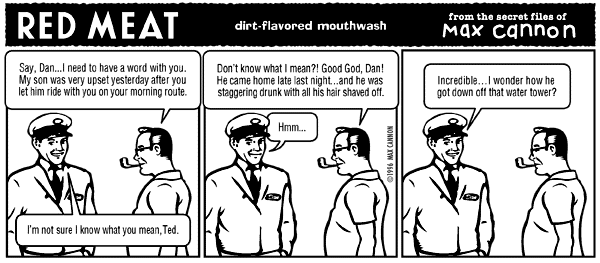 RED MEAT
dirt-flavored mouthwash
from the secret files of
Max cannon
Say, Dan...I need to have a word with you.
My son was very upset yesterday after you
let him ride with you on your morning route.
I'm not sure I know what you mean, Ted.
Don't know what I mean?! Good God, Dan!
He came home late last night...and he was
staggering drunk with all his hair shaved off.
Hmm...
©1996 MAX CANNON
Incredible...I wonder how he
got down off that water tower?